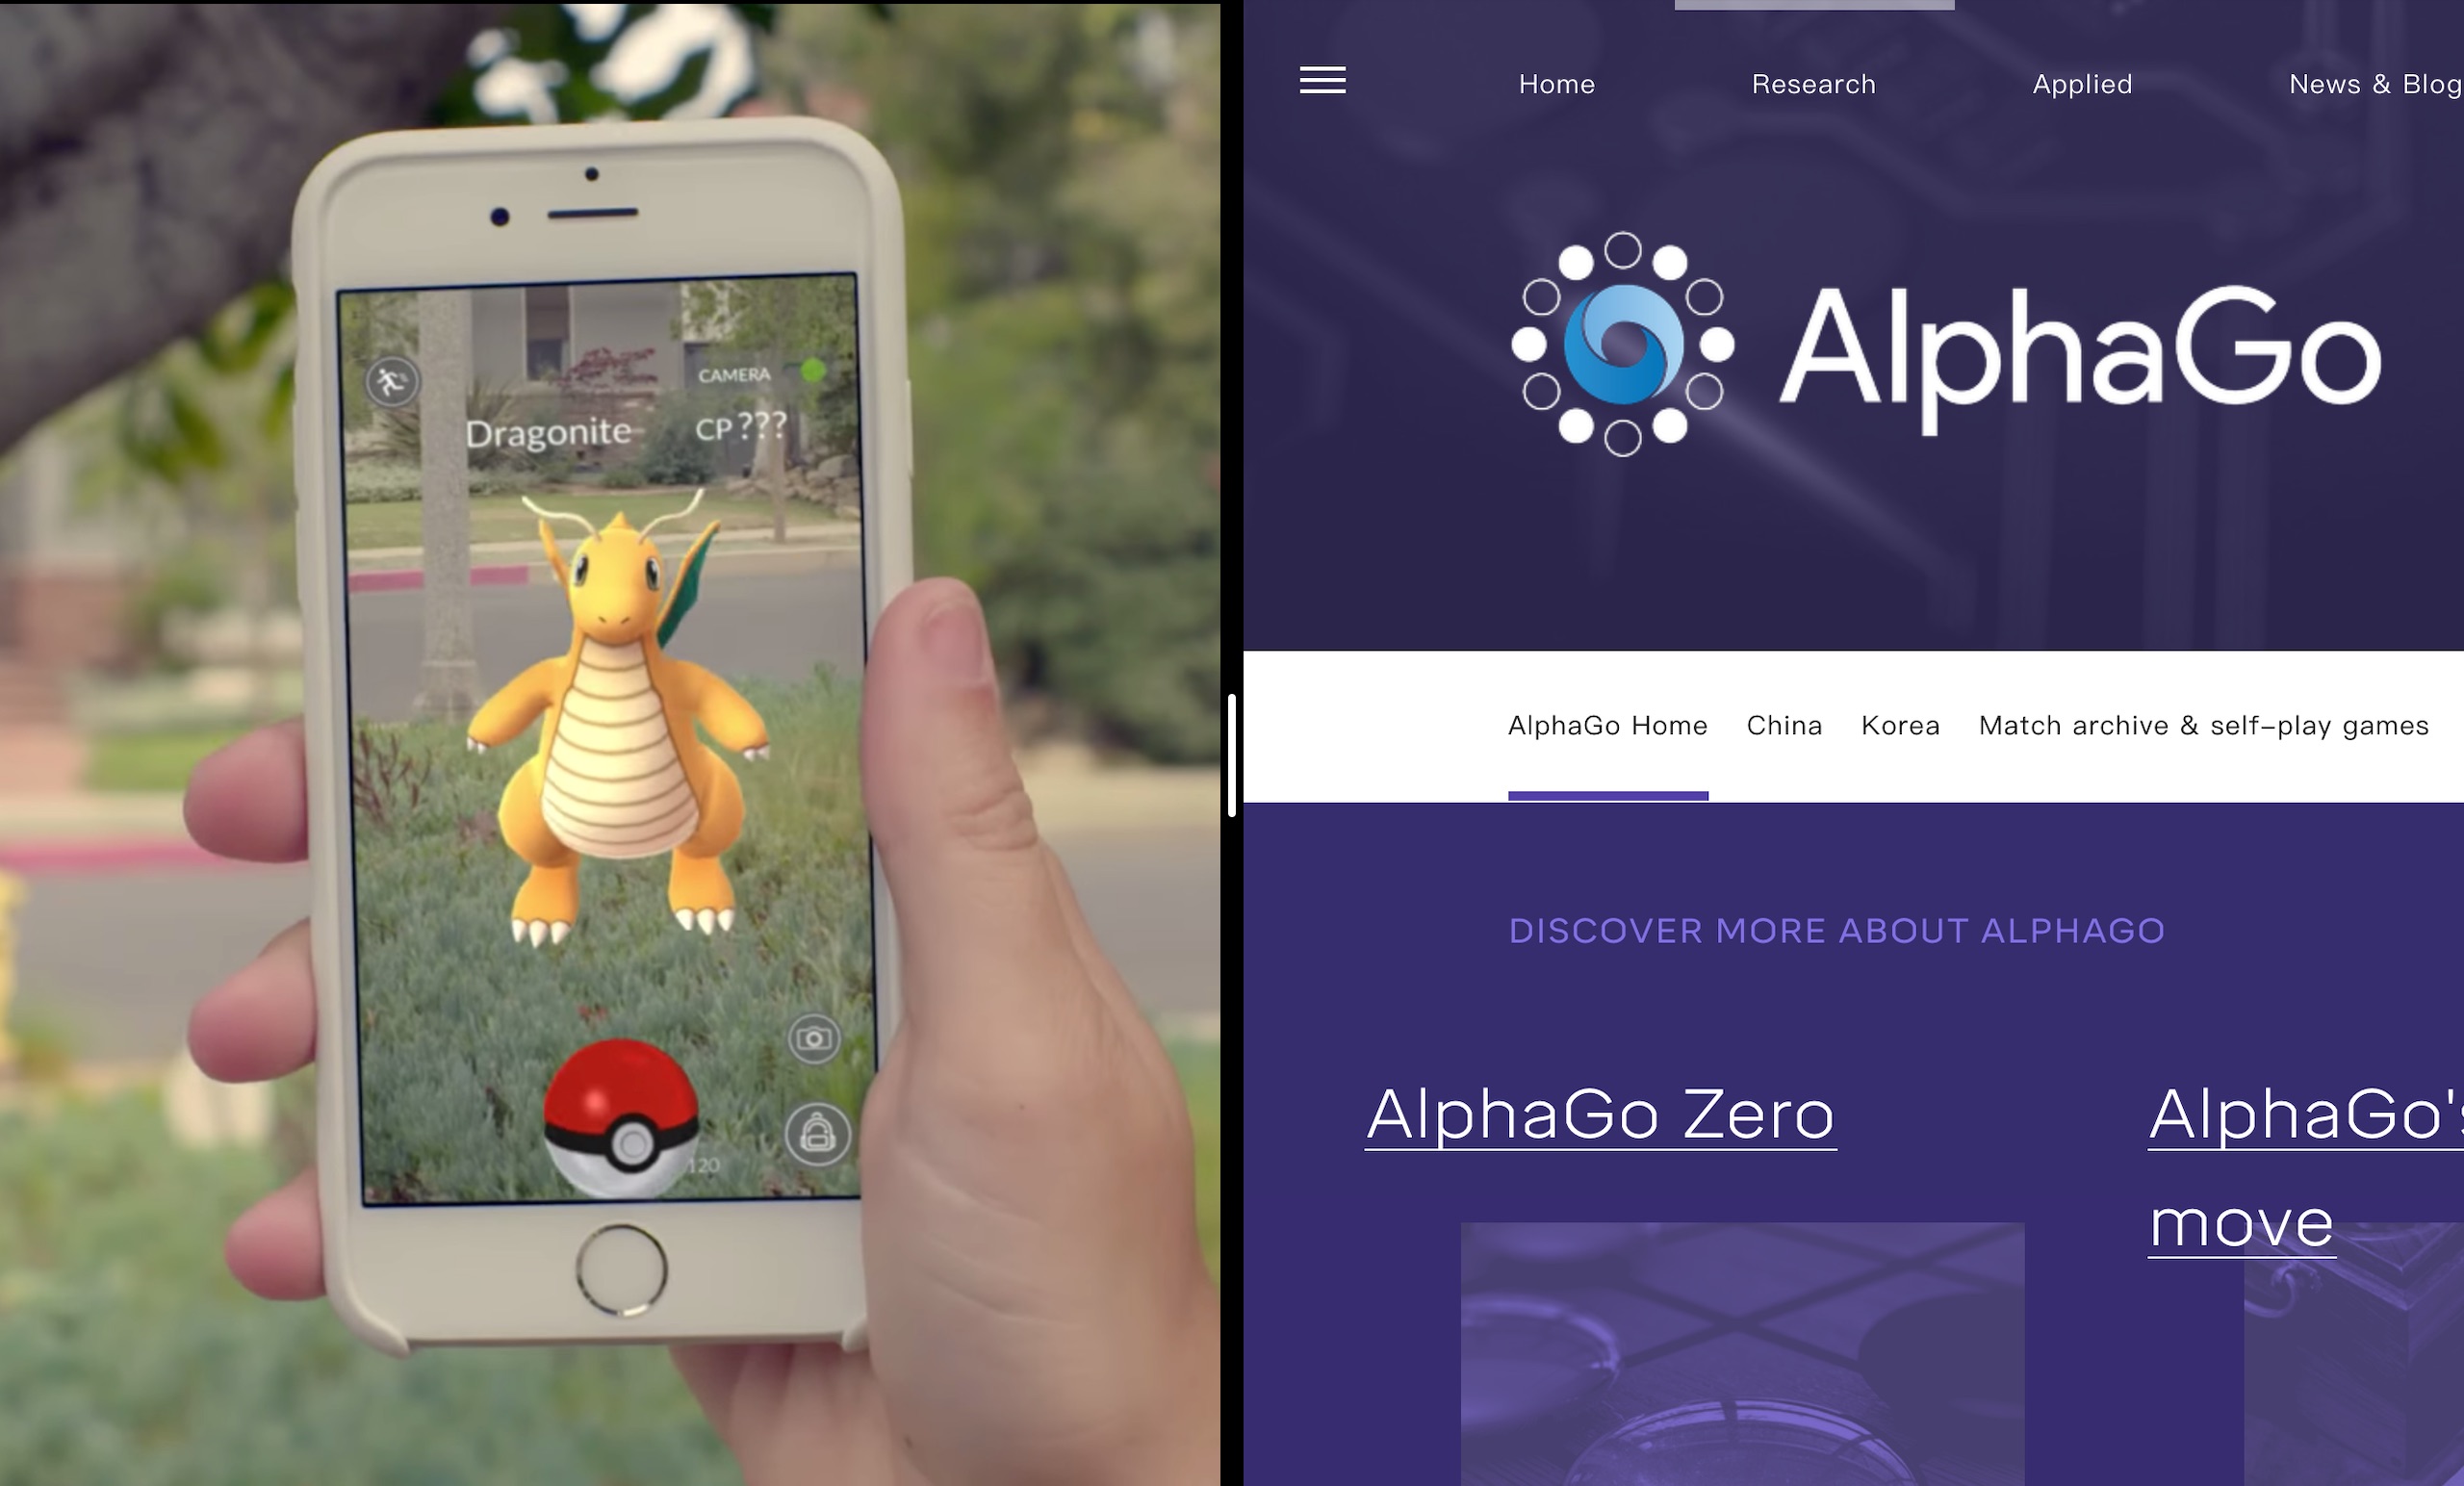 CAMERA
Dragonite CP ???
120
Home Research Applied News & Blog
AlphaGo
AlphaGo Home China Korea Match archive & self-play games
DISCOVER MORE ABOUT ALPHAGO
AlphaGo Zero
AlphaGo's
move